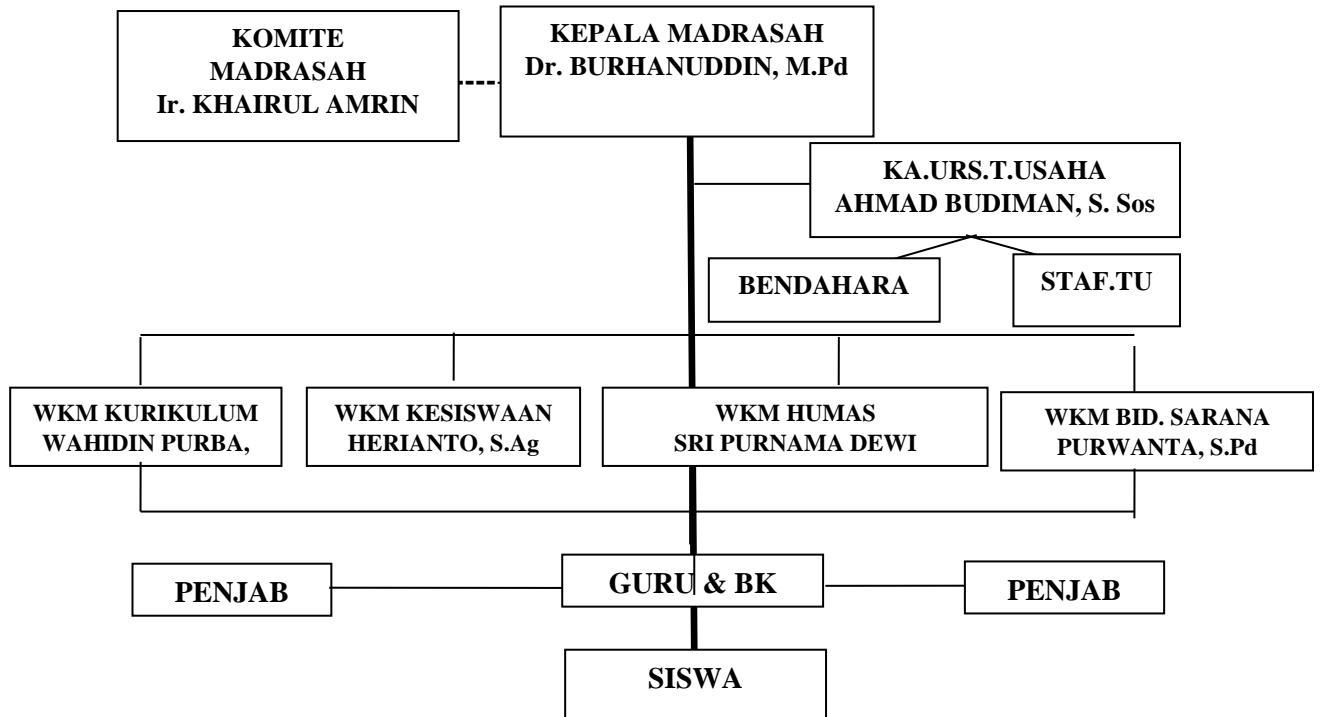 KOMITE
MADRASAH
Ir. KHAIRUL AMRIN
KEPALA MADRASAH
Dr. BURHANUDDIN, M.Pd
KA.URS.T.USAHA
AHMAD BUDIMAN, S. Sos
BENDAHARA
STAF.TU
WKM KURIKULUM
WAHIDIN PURBA,
WKM KESISWAAN
HERIANTO, S.Ag
WKM HUMAS
SRI PURNAMA DEWI
WKM BID. SARANA
PURWANTA, S.Pd
PENJAB
GURU & BK
PENJAB
SISWA